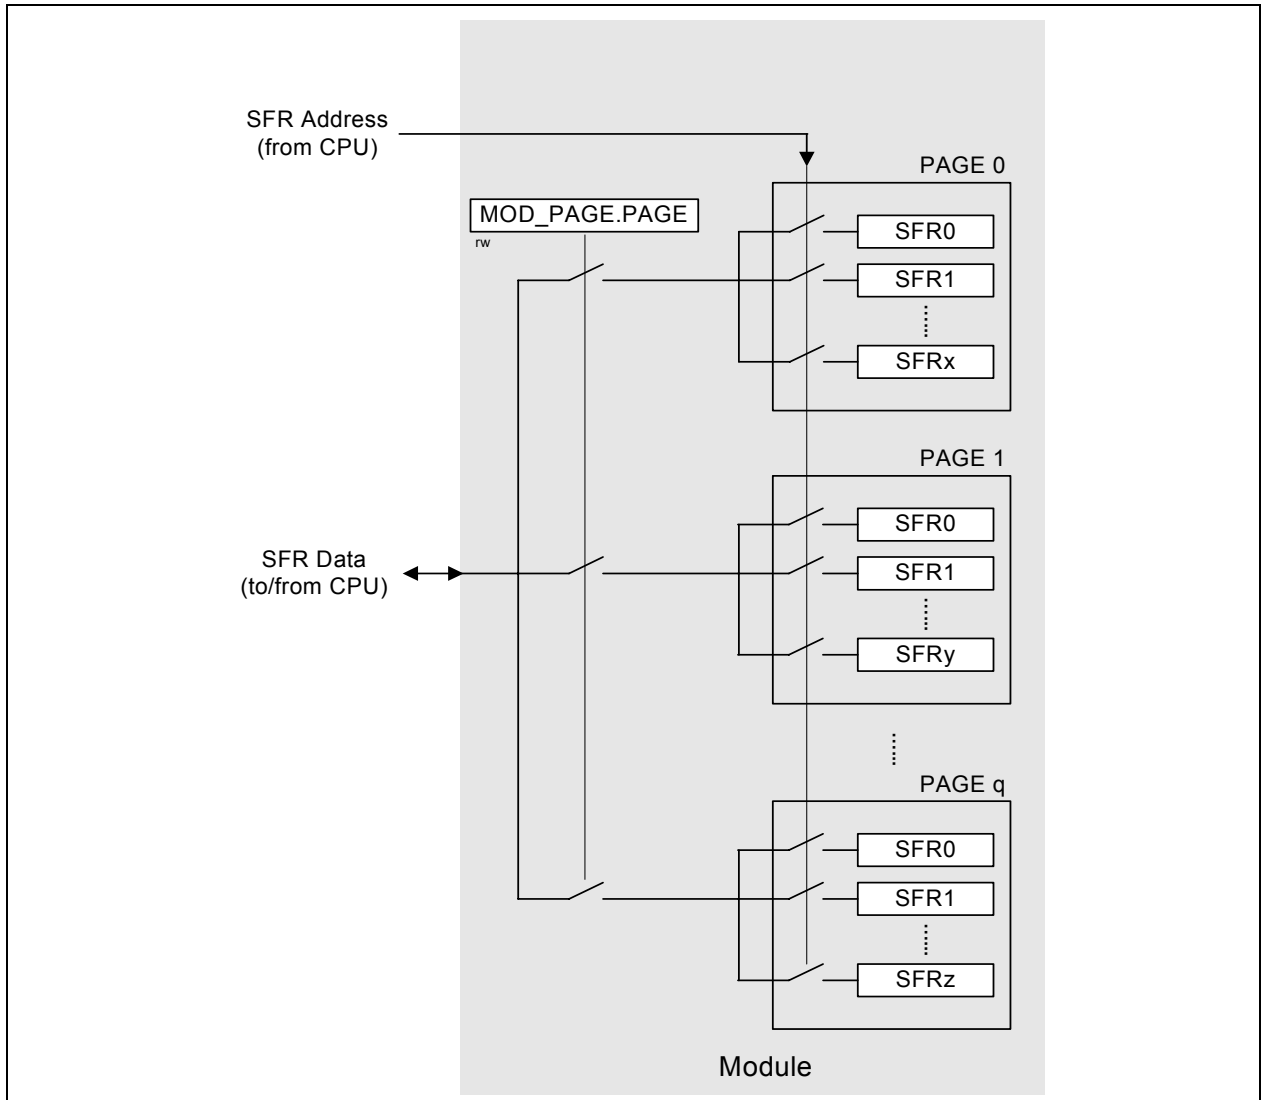 SFR Address
(from CPU)
PAGE 0
MOD_PAGE.PAGE
rw
SFR0
SFR1
SFRx
PAGE 1
SFR0
SFR1
SFRy
SFR Data
(to/from CPU)
PAGE q
SFR0
SFR1
SFRz
Module